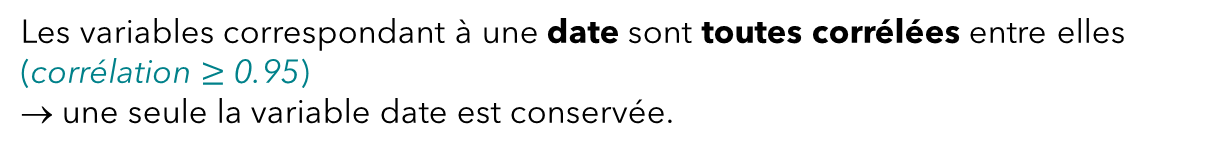 Les variables correspondant à une date sont toutes corrélées entre elles
(corrélation ≥ 0.95)
→ une seule la variable date est conservée.